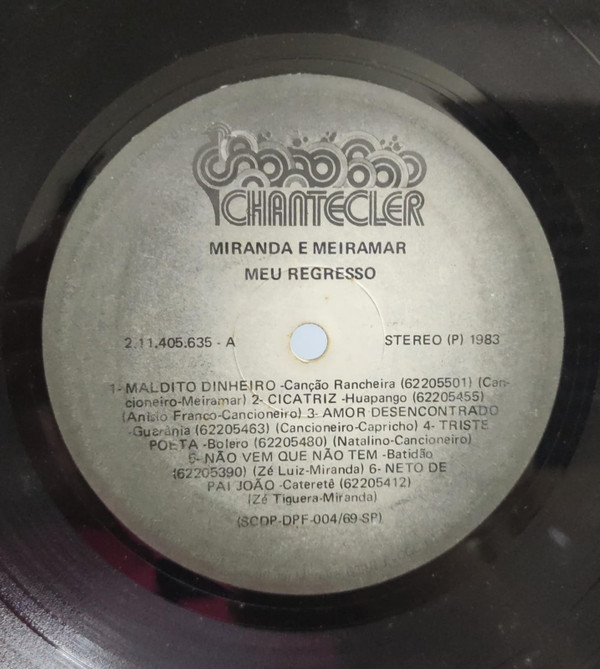 CHANTECLER
MIRANDA E MEIRAMAR
MEU REGRESSO
2.11.405.635 - A STEREO (P) 1983
1- MALDITO DINHEIRO -Canção Rancheira (62205501) (Can-
cioneiro-Meiramar) 2- CICATRIZ -Huapango (62205455)
(Anisio Franco-Cancioneiro) 3- AMOR DESENCONTRADO
-Guarânia (62205463) (Cancioneiro-Capricho) 4- TRISTE
POETA -Bolero (62205480) (Natalino-Cancioneiro)
5- NÃO VEM QUE NÃO TEM -Batidão
(62205390) (Zé Luiz-Miranda) 6- NETO DE
PAI JOÃO -Cateretê (62205412)
(Zé Tiguera-Miranda)
(SCDP-DPF-004/69-SP)